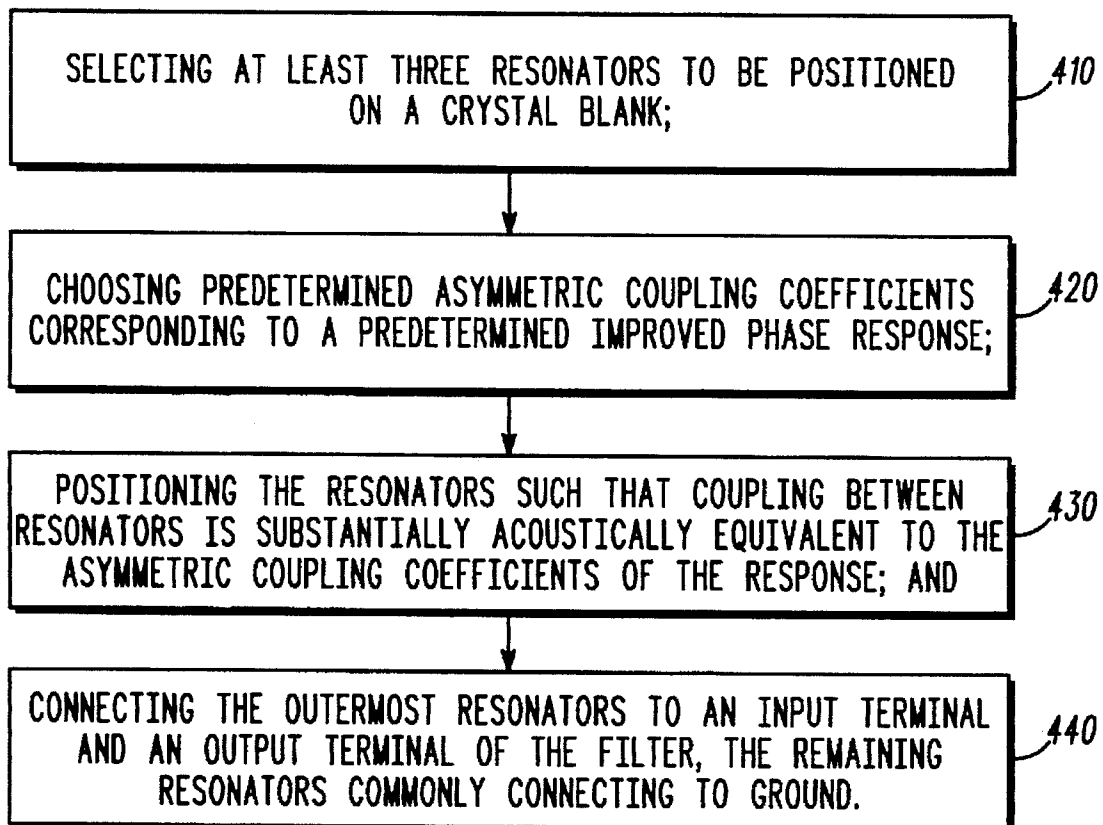 SELECTING AT LEAST THREE RESONATORS TO BE POSITIONED
ON A CRYSTAL BLANK;
410
CHOOSING PREDETERMINED ASYMMETRIC COUPLING COEFFICIENTS
CORRESPONDING TO A PREDETERMINED IMPROVED PHASE RESPONSE;
420
POSITIONING THE RESONATORS SUCH THAT COUPLING BETWEEN
RESONATORS IS SUBSTANTIALLY ACOUSTICALLY EQUIVALENT TO THE
ASYMMETRIC COUPLING COEFFICIENTS OF THE RESPONSE; AND
430
CONNECTING THE OUTERMOST RESONATORS TO AN INPUT TERMINAL
AND AN OUTPUT TERMINAL OF THE FILTER, THE REMAINING
RESONATORS COMMONLY CONNECTING TO GROUND.
440